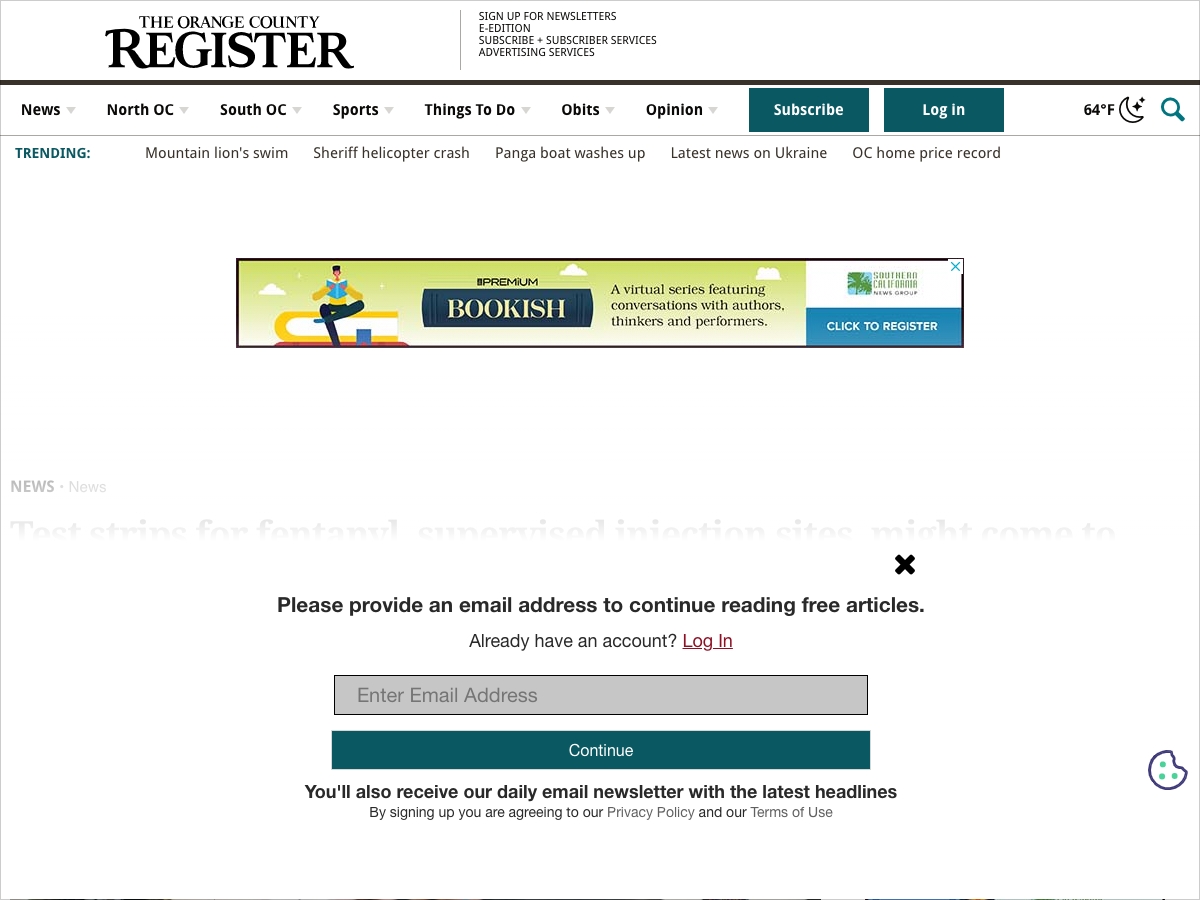 THE ORANGE COUNTY
REGISTER
SIGN UP FOR NEWSLETTERS
E-EDITION
SUBSCRIBE + SUBSCRIBER SERVICES
ADVERTISING SERVICES
News North OC South OC Sports Things To Do Obits Opinion Subscribe Log in 64°F
TRENDING: Mountain lion's swim Sheriff helicopter crash Panga boat washes up Latest news on Ukraine OC home price record
PREMIUM
BOOKISH
A virtual series featuring
conversations with authors,
thinkers and performers.
SOUTHERN
CALIFORNIA
NEWS GROUP
CLICK TO REGISTER
NEWS · News
Test strips for fentanyl, supervised injection sites, might come to
Please provide an email address to continue reading free articles.
Already have an account? Log In
Enter Email Address
Continue
You'll also receive our daily email newsletter with the latest headlines
By signing up you are agreeing to our Privacy Policy and our Terms of Use